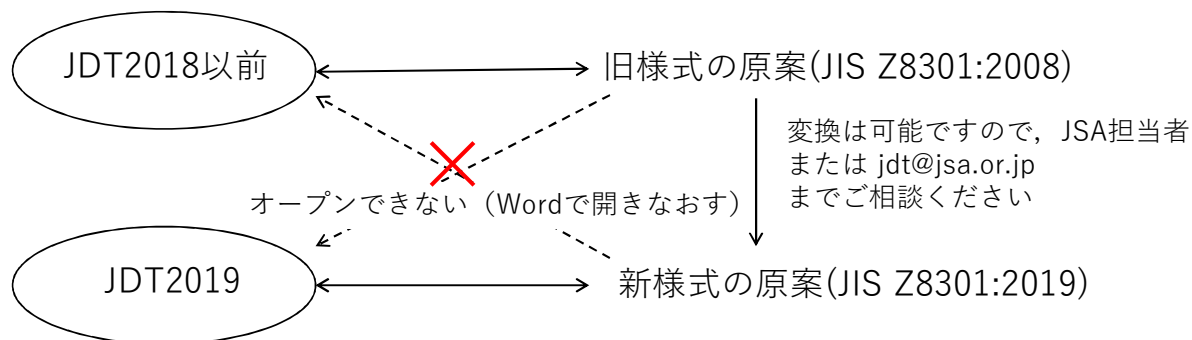 JDT2018以前
旧様式の原案(JIS Z8301:2008)
変換は可能ですので，JSA担当者
または jdt@jsa.or.jp
までご相談ください
オープンできない（Wordで開きなおす）
JDT2019
新様式の原案(JIS Z8301:2019)